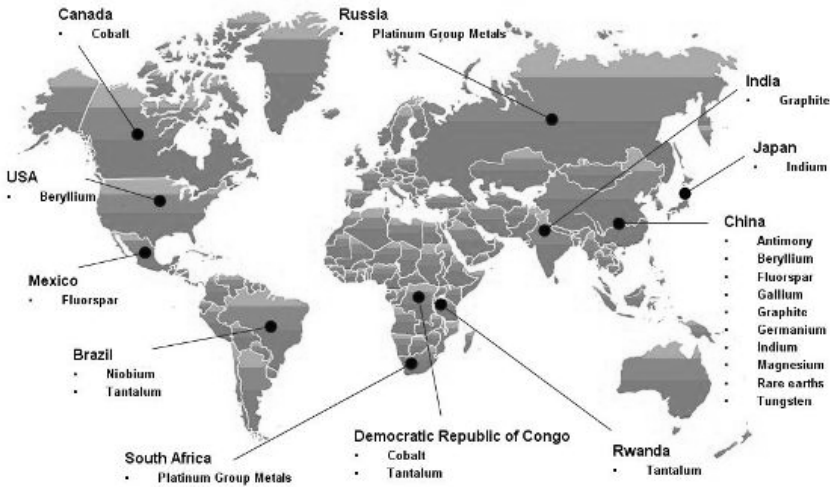 Canada
▪ Cobalt
Russia
▪ Platinum Group Metals
India
▪ Graphite
Japan
▪ Indium
USA
▪ Beryllium
China
▪ Antimony
▪ Beryllium
▪ Fluorspar
▪ Gallium
▪ Graphite
▪ Germanium
▪ Indium
▪ Magnesium
▪ Rare earths
▪ Tungsten
Mexico
▪ Fluorspar
Brazil
▪ Niobium
▪ Tantalum
South Africa
▪ Platinum Group Metals
Democratic Republic of Congo
▪ Cobalt
▪ Tantalum
Rwanda
▪ Tantalum